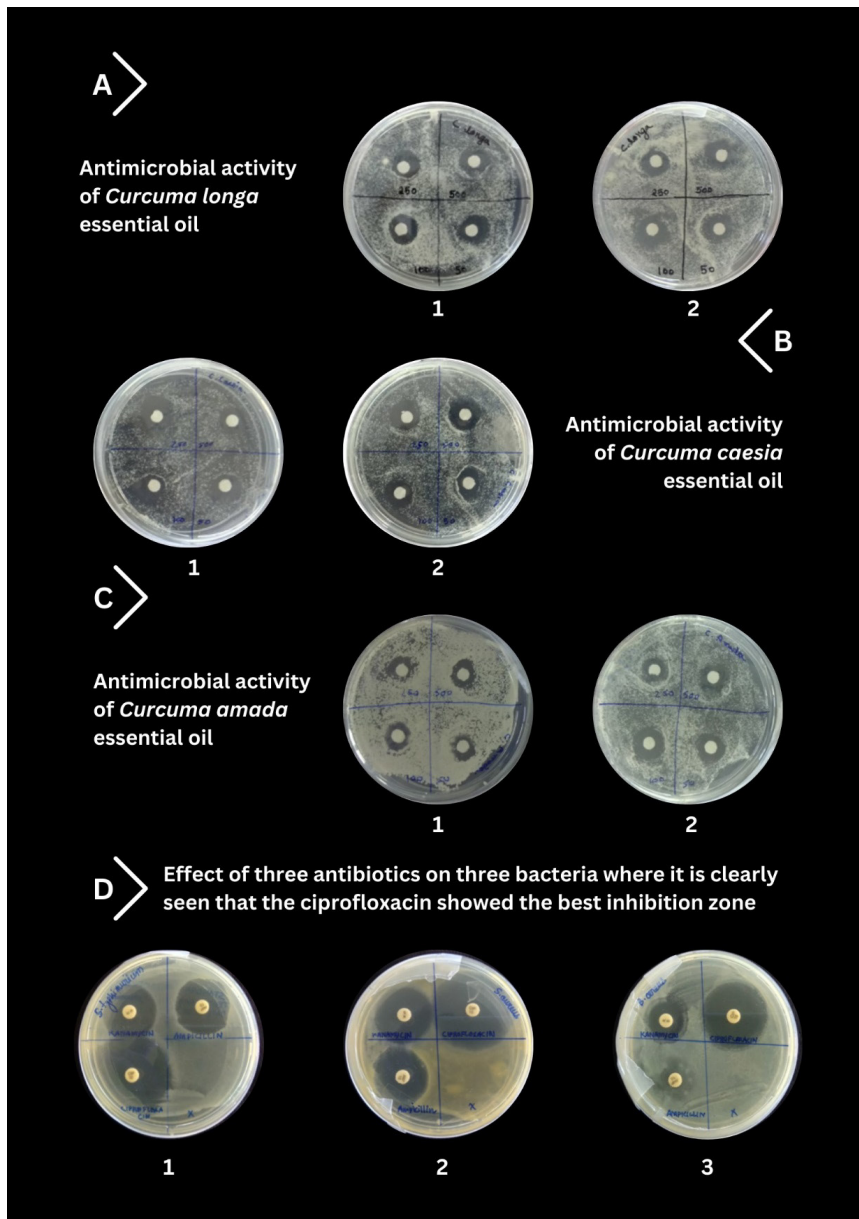 A
Antimicrobial activity
of Curcuma longa
essential oil
C. longa
250
500
100
50
1
C. longa
250
500
100
50
2
B
Antimicrobial activity
of Curcuma caesia
essential oil
250
500
100
50
1
250
500
100
50
2
C
Antimicrobial activity
of Curcuma amada
essential oil
250
500
100
1
250
500
100
50
2
D
Effect of three antibiotics on three bacteria where it is clearly
seen that the ciprofloxacin showed the best inhibition zone
KANAMYCIN
AMPICILLIN
X
1
S. aureus
KANAMYCIN
CIPROFLOXACIN
Ampicillin
X
2
KANAMYCIN
CIPROFLOXACIN
AMPICILLIN
X
3